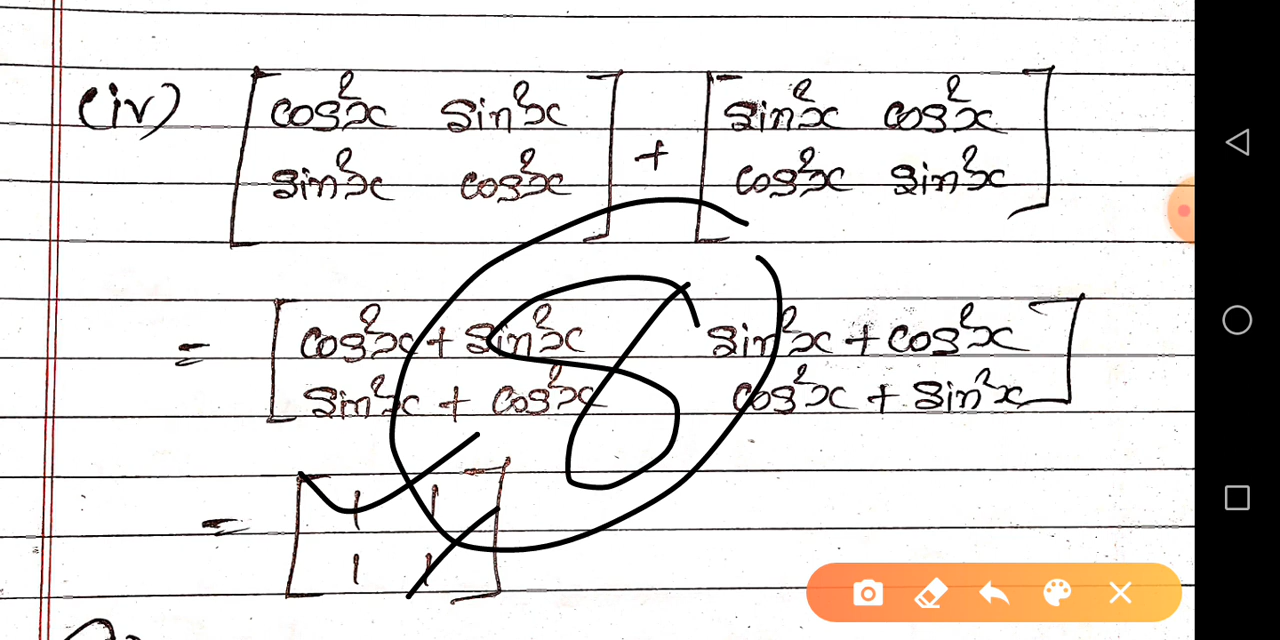 (iv) [cos²x sin²x] + [sin²x cos²x]
[sin²x cos²x] [cos²x sin²x]
= [cos²x + sin²x sin²x + cos²x]
[sin²x + cos²x cos²x + sin²x]
= [1 1]
[1 1]
8